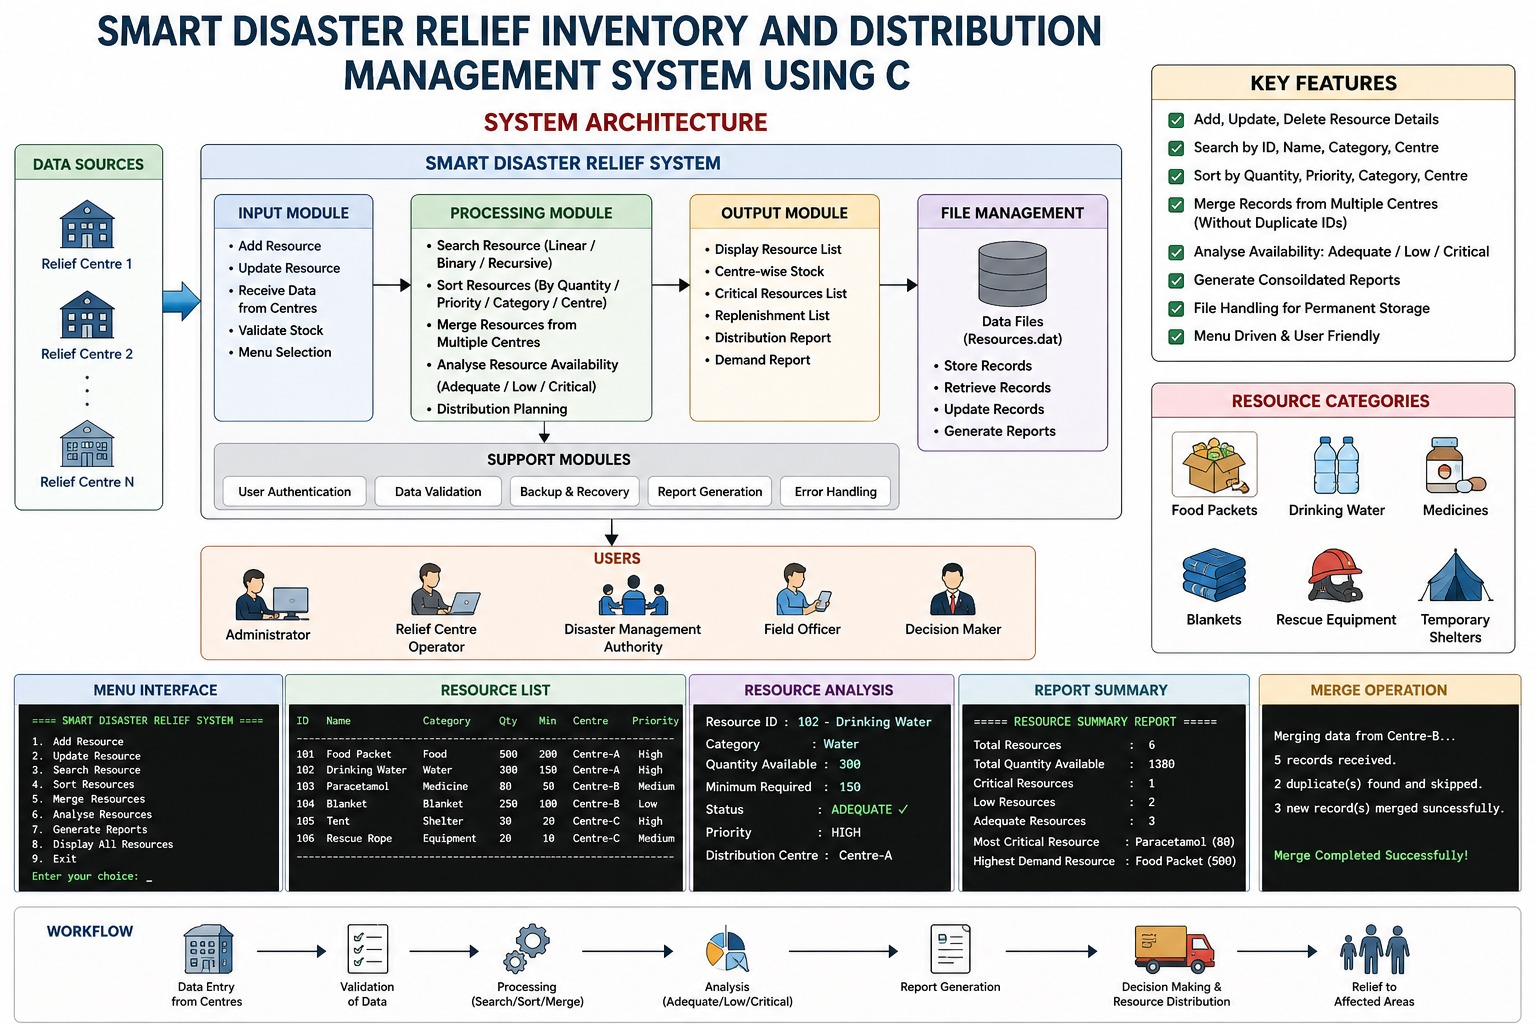 SMART DISASTER RELIEF INVENTORY AND DISTRIBUTION
MANAGEMENT SYSTEM USING C
SYSTEM ARCHITECTURE
DATA SOURCES
Relief Centre 1
Relief Centre 2
Relief Centre N
SMART DISASTER RELIEF SYSTEM
INPUT MODULE
• Add Resource
• Update Resource
• Receive Data
from Centres
• Validate Stock
• Menu Selection
PROCESSING MODULE
• Search Resource (Linear /
Binary / Recursive)
• Sort Resources (By Quantity /
Priority / Category / Centre)
• Merge Resources from
Multiple Centres
• Analyse Resource Availability
(Adequate / Low / Critical)
• Distribution Planning
OUTPUT MODULE
• Display Resource List
• Centre-wise Stock
• Critical Resources List
• Replenishment List
• Distribution Report
• Demand Report
FILE MANAGEMENT
Data Files
(Resources.dat)
• Store Records
• Retrieve Records
• Update Records
• Generate Reports
SUPPORT MODULES
User Authentication
Data Validation
Backup & Recovery
Report Generation
Error Handling
USERS
Administrator
Relief Centre
Operator
Disaster Management
Authority
Field Officer
Decision Maker
KEY FEATURES
Add, Update, Delete Resource Details
Search by ID, Name, Category, Centre
Sort by Quantity, Priority, Category, Centre
Merge Records from Multiple Centres
(Without Duplicate IDs)
Analyse Availability: Adequate / Low / Critical
Generate Consoildated Reports
File Handling for Permanent Storage
Menu Driven & User Friendly
RESOURCE CATEGORIES
Food Packets
Drinking Water
Medicines
Blankets
Rescue Equipment
Temporary
Shelters
MENU INTERFACE
==== SMART DISASTER RELIEF SYSTEM ====
1. Add Resource
2. Update Resource
3. Search Resource
4. Sort Resources
5. Merge Resources
6. Analyse Resources
7. Generate Reports
8. Display All Resources
9. Exit
Enter your choice: _
RESOURCE LIST
ID Name Category Qty Min Centre Priority
101 Food Packet Food 500 200 Centre-A High
102 Drinking Water Water 300 150 Centre-A High
103 Paracetamol Medicine 80 50 Centre-B Medium
104 Blanket Blanket 250 100 Centre-B Low
105 Tent Shelter 30 20 Centre-C High
106 Rescue Rope Equipment 20 10 Centre-C Medium
RESOURCE ANALYSIS
Resource ID : 102 - Drinking Water
Category : Water
Quantity Available : 300
Minimum Required : 150
Status : ADEQUATE ✓
Priority : HIGH
Distribution Centre : Centre-A
REPORT SUMMARY
===== RESOURCE SUMMARY REPORT =====
Total Resources : 6
Total Quantity Available : 1380
Critical Resources : 1
Low Resources : 2
Adequate Resources : 3
Most Critical Resource : Paracetamol (80)
Highest Demand Resource : Food Packet (500)
MERGE OPERATION
Merging data from Centre-B...
5 records received.
2 duplicate(s) found and skipped.
3 new record(s) merged sucessfully.
Merge Completed Successfully!
WORKFLOW
Data Entry
from Centres
Validation
of Data
Processing
(Search/Sort/Merge)
Analysis
(Adequate/Low/Critical)
Report Generation
Decision Making &
Resource Distribution
Relief to
Affected Areas